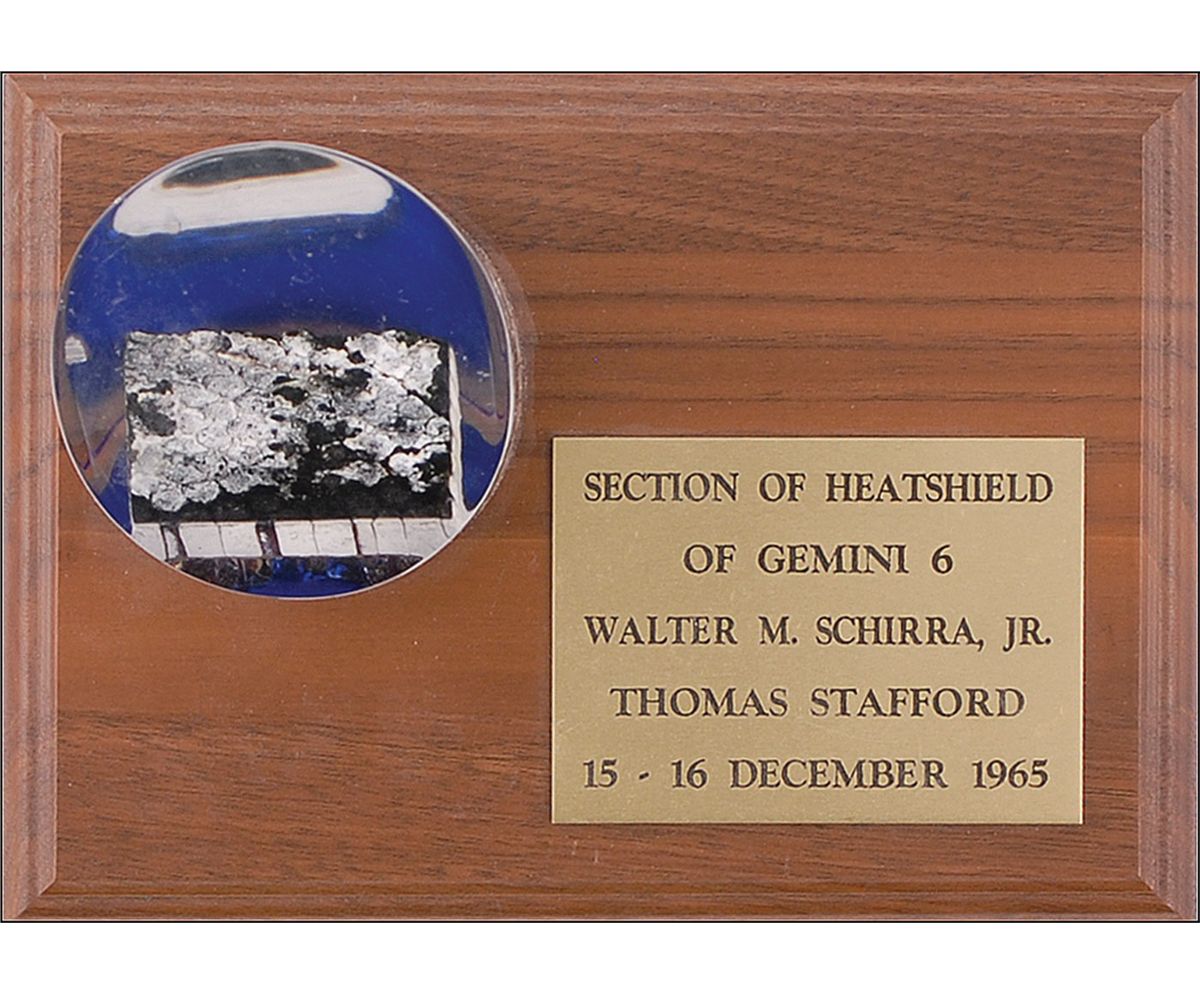 SECTION OF HEATSHIELD
OF GEMINI 6
WALTER M. SCHIRRA, JR.
THOMAS STAFFORD
15 - 16 DECEMBER 1965